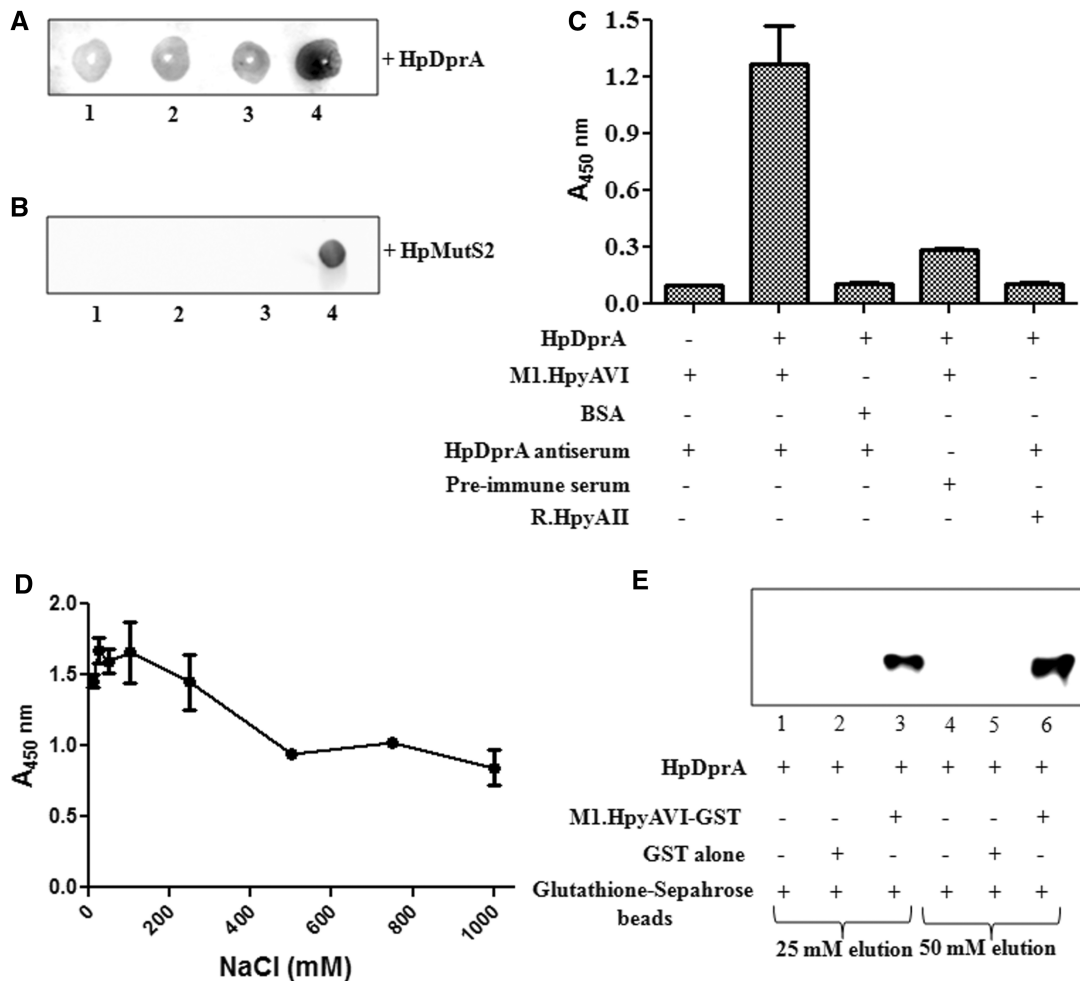 A
+ HpDprA
1 2 3 4
B
+ HpMutS2
1 2 3 4
C
1.5
1.2
0.9
0.6
0.3
0.0
A450 nm
HpDprA - + + + +
M1.HpyAVI + + - + -
BSA - - + - -
HpDprA antiserum + + + - +
Pre-immune serum - - - + -
R.HpyAII - - - - +
D
2.0
1.5
1.0
0.5
0.0
A450 nm
0 200 400 600 800 1000
NaCl (mM)
E
1 2 3 4 5 6
HpDprA + + + + + +
M1.HpyAVI-GST - - + - - +
GST alone - + - - + -
Glutathione-Sepahrose + + + + + +
beads
25 mM elution 50 mM elution